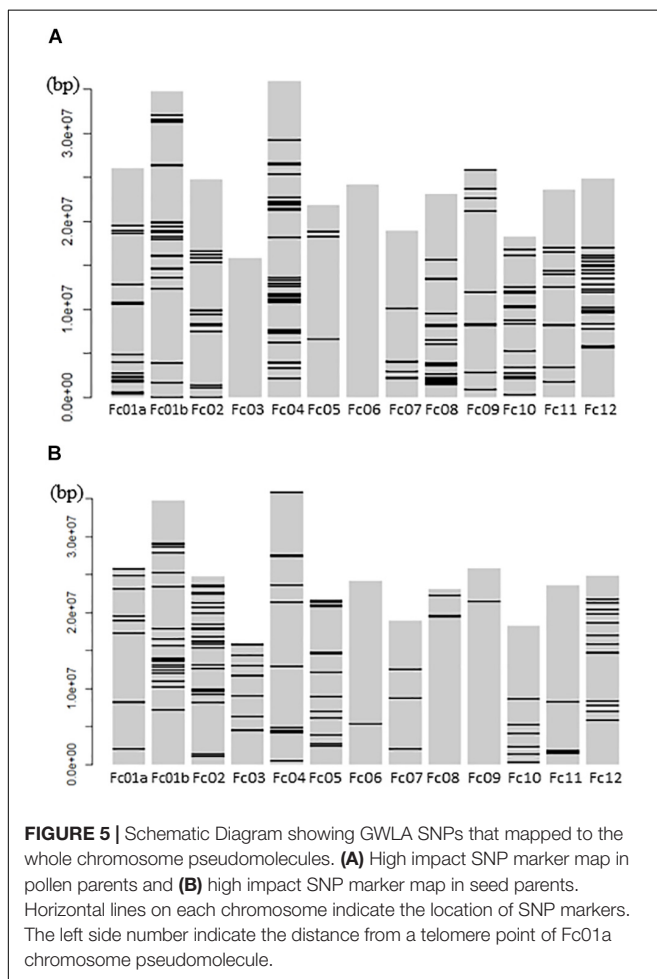 A
(bp)
3.0e+07
2.0e+07
1.0e+07
0.0e+00
Fc01a Fc01b Fc02 Fc03 Fc04 Fc05 Fc06 Fc07 Fc08 Fc09 Fc10 Fc11 Fc12
B
(bp)
3.0e+07
2.0e+07
1.0e+07
0.0e+00
Fc01a Fc01b Fc02 Fc03 Fc04 Fc05 Fc06 Fc07 Fc08 Fc09 Fc10 Fc11 Fc12
FIGURE 5 | Schematic Diagram showing GWLA SNPs that mapped to the
whole chromosome pseudomolecules. (A) High impact SNP marker map in
pollen parents and (B) high impact SNP marker map in seed parents.
Horizontal lines on each chromosome indicate the location of SNP markers.
The left side number indicate the distance from a telomere point of Fc01a
chromosome pseudomolecule.